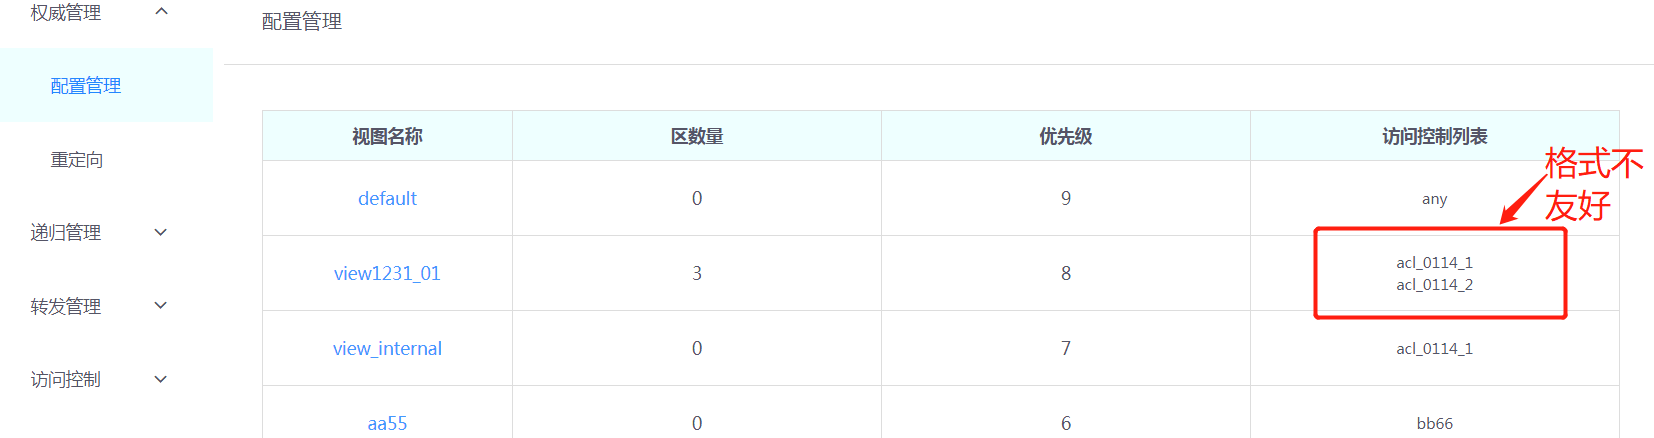 权威管理
配置管理
重定向
递归管理
转发管理
访问控制
配置管理
视图名称 区数量 优先级 访问控制列表
default 0 9 any
view1231_01 3 8 acl_0114_1
acl_0114_2
view_internal 0 7 acl_0114_1
aa55 0 6 bb66
格式不
友好